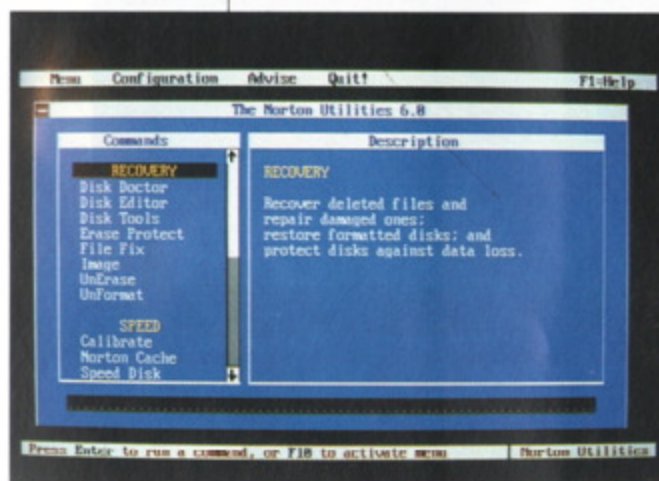 Menu Configuration Advise Quit! F1=Help
The Norton Utilities 6.0
Commands
RECOVERY
Disk Doctor
Disk Editor
Disk Tools
Erase Protect
File Fix
Image
UnErase
UnFormat
SPEED
Calibrate
Norton Cache
Speed Disk
Description
RECOVERY
Recover deleted files and
repair damaged ones;
restore formatted disks; and
protect disks against data loss.
Press Enter to run a command, or F10 to activate menu Norton Utilities